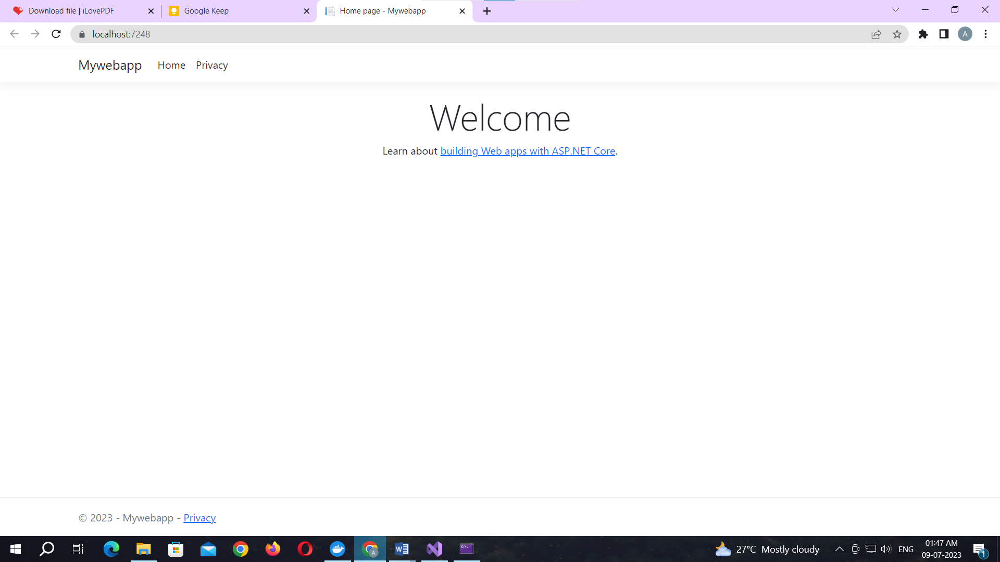 Download file | iLovePDF
Google Keep
Home page - Mywebapp
localhost:7248
A
Mywebapp Home Privacy
Welcome
Learn about building Web apps with ASP.NET Core.
© 2023 - Mywebapp - Privacy
27°C Mostly cloudy
ENG
01:47 AM
09-07-2023
1